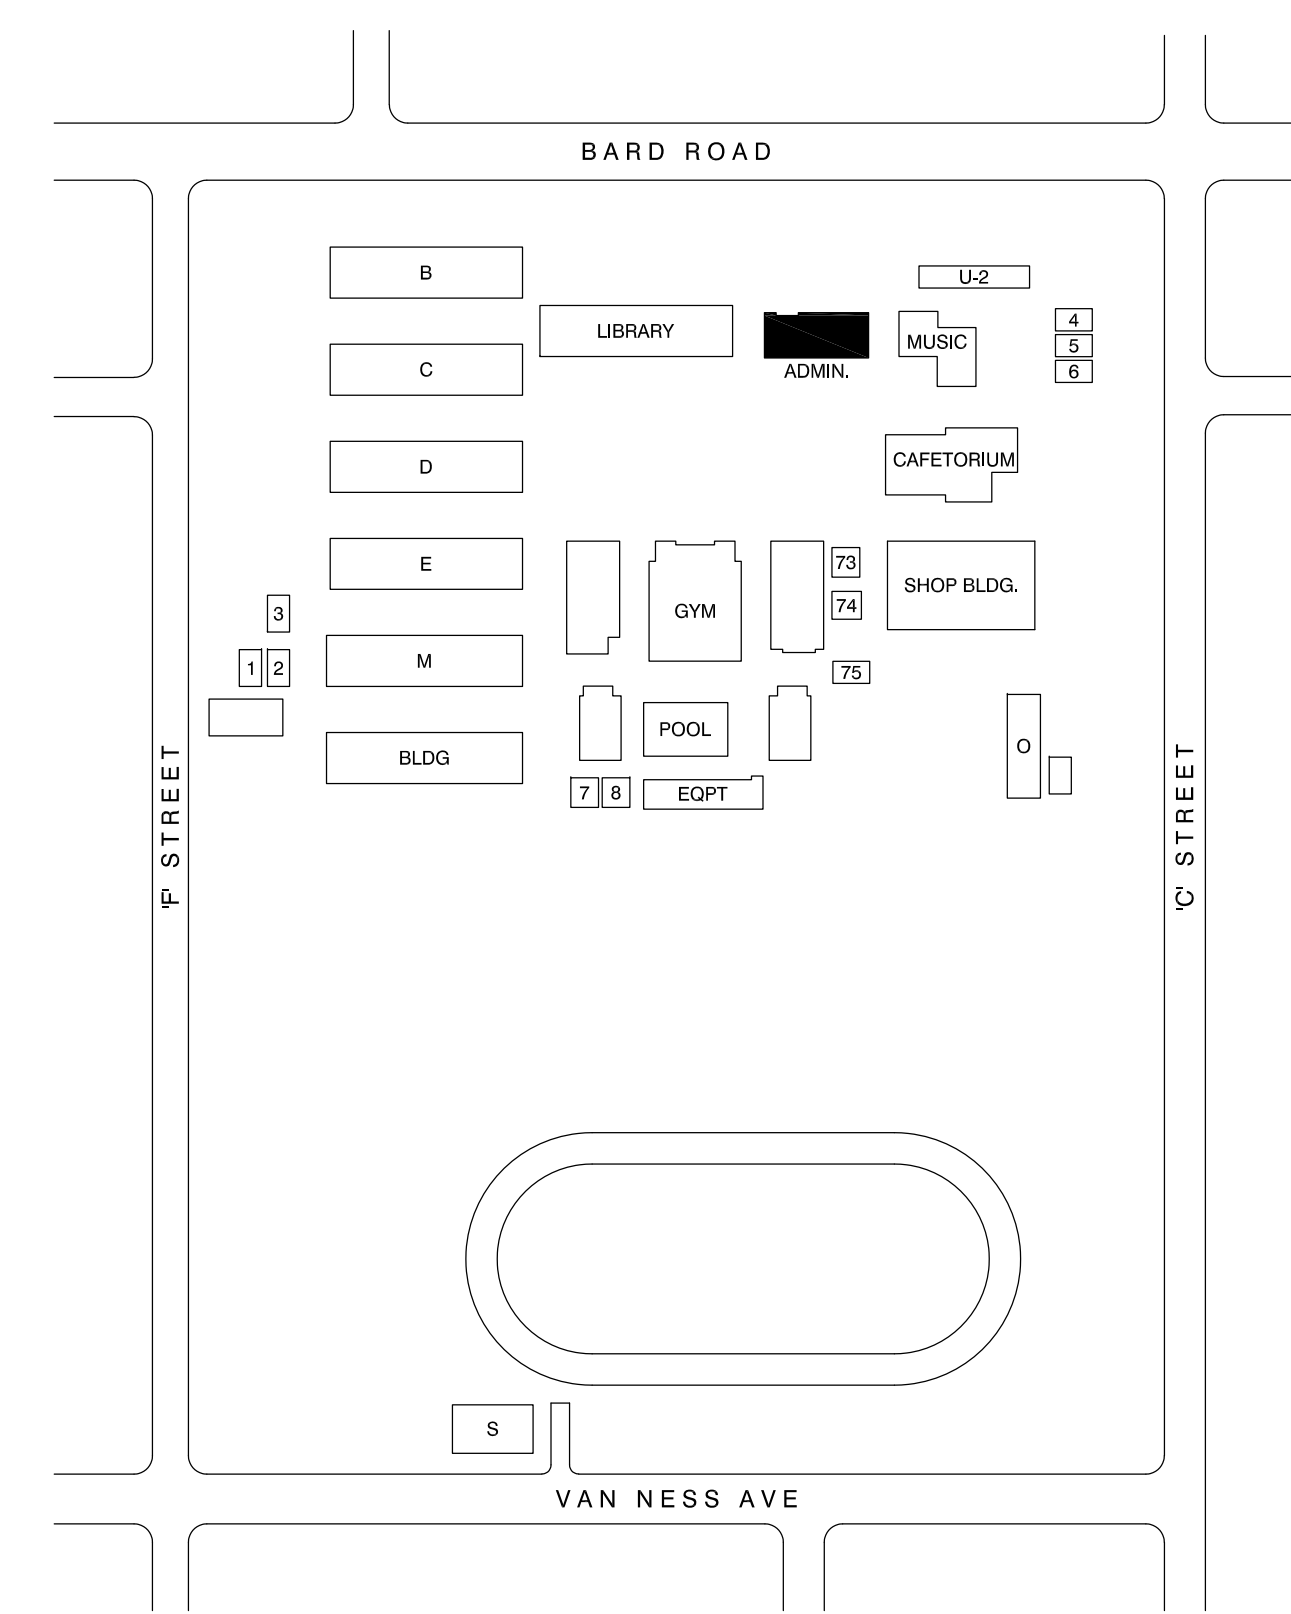 BARD ROAD
B
U-2
LIBRARY
4
MUSIC
5
C
ADMIN.
6
D
CAFETORIUM
E
73
SHOP BLDG.
74
GYM
3
M
1
2
75
POOL
O
BLDG
7
8
EQPT
'F' STREET
'C' STREET
S
VAN NESS AVE